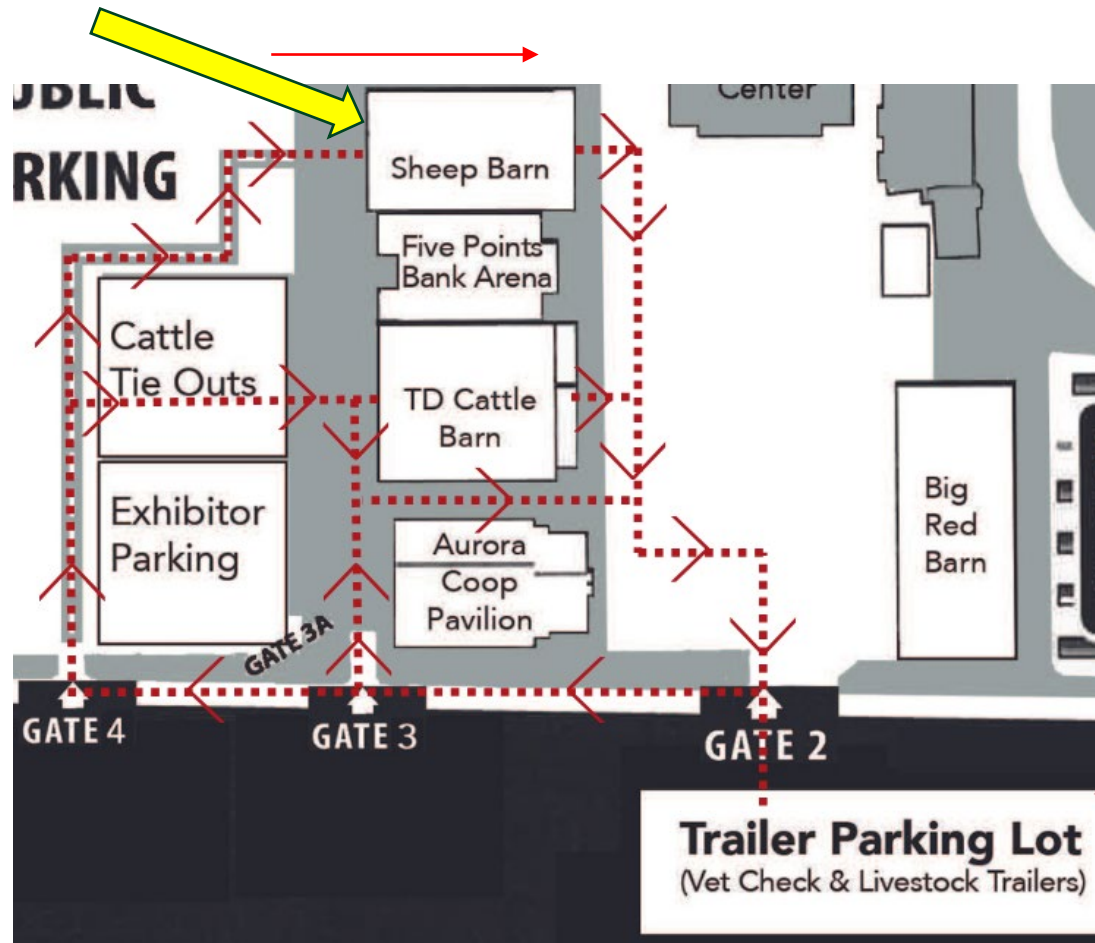 RKING
Center
Sheep Barn
Five Points
Bank Arena
Cattle
Tie Outs
TD Cattle
Barn
Exhibitor
Parking
Aurora
Coop
Pavilion
Big
Red
Barn
GATE 3A
GATE 4
GATE 3
GATE 2
Trailer Parking Lot
(Vet Check & Livestock Trailers)